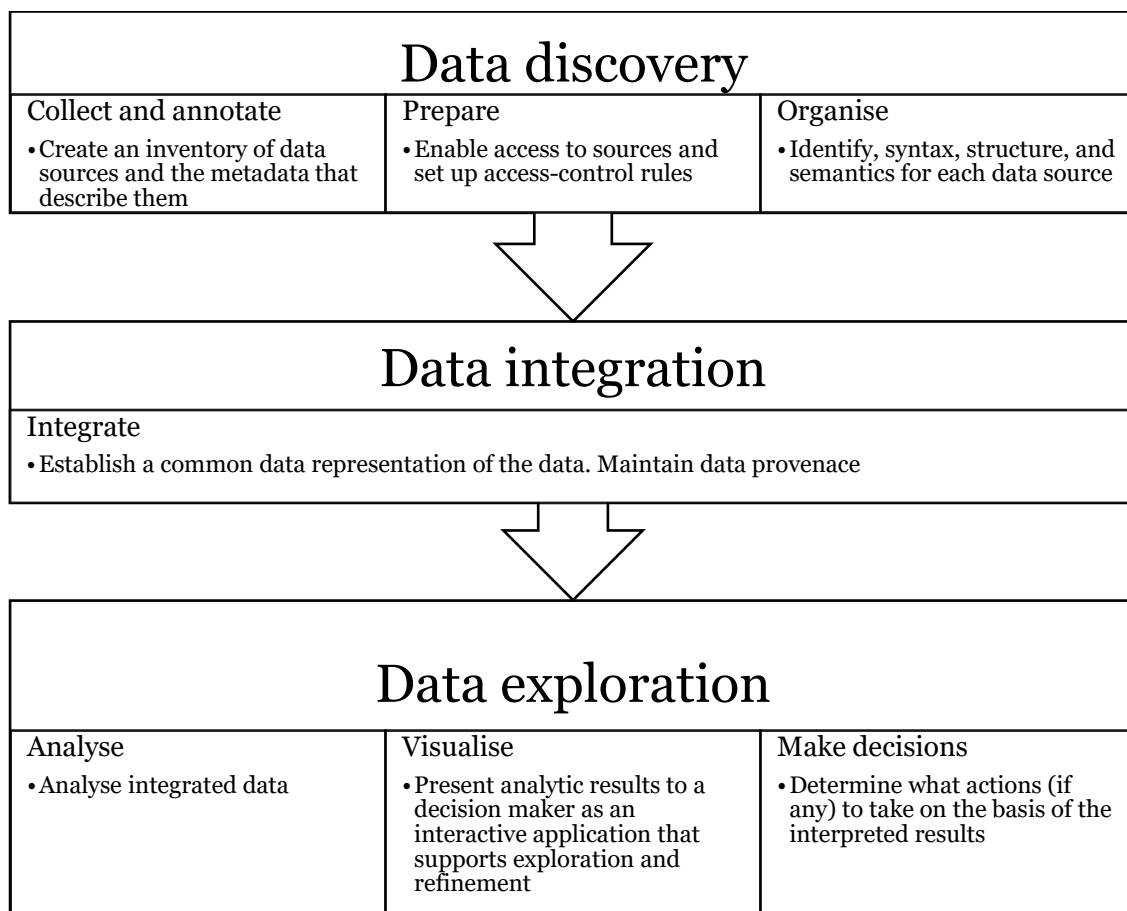 Data discovery
Collect and annotate
•Create an inventory of data
sources and the metadata that
describe them
Prepare
•Enable access to sources and
set up access-control rules
Organise
•Identify, syntax, structure, and
semantics for each data source
Data integration
Integrate
•Establish a common data representation of the data. Maintain data provenace
Data exploration
Analyse
•Analyse integrated data
Visualise
•Present analytic results to a
decision maker as an
interactive application that
supports exploration and
refinement
Make decisions
•Determine what actions (if
any) to take on the basis of the
interpreted results